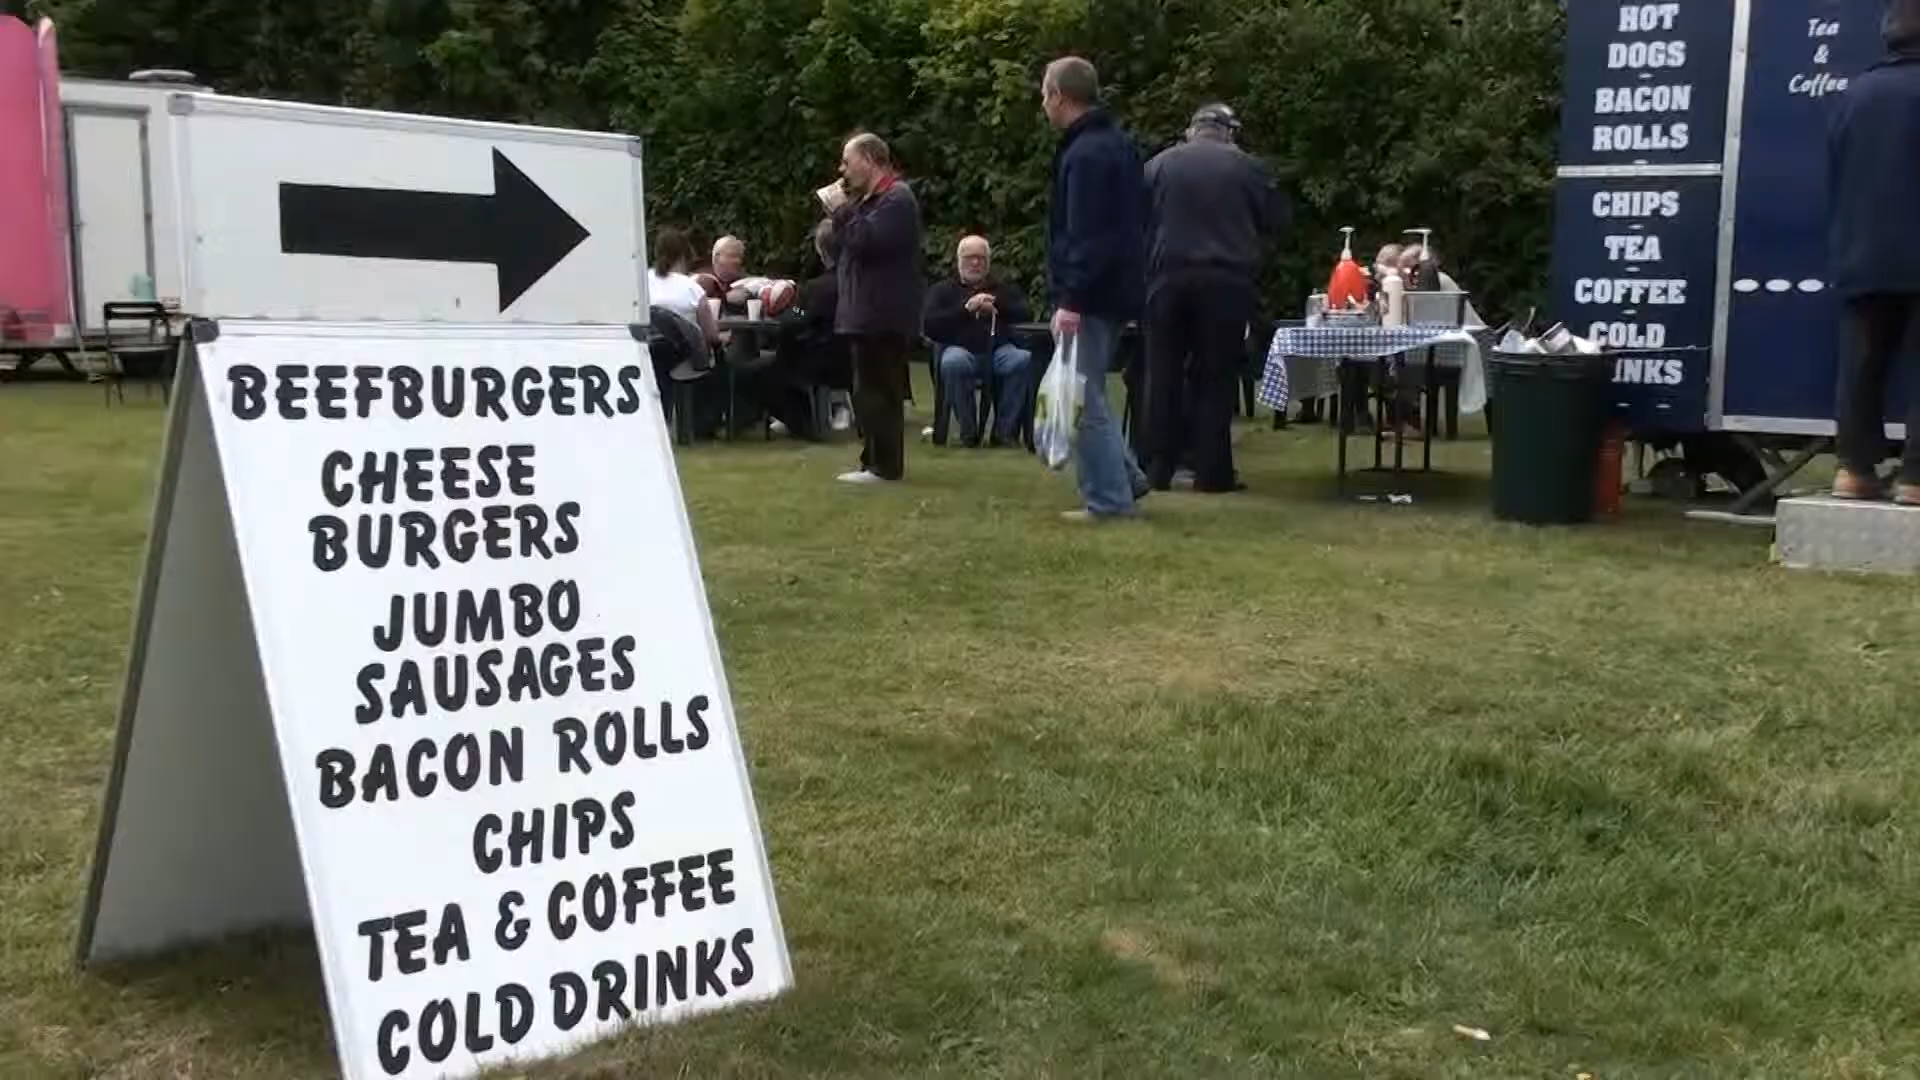 BEEFBURGERS
CHEESE
BURGERS
JUMBO
SAUSAGES
BACON ROLLS
CHIPS
TEA & COFFEE
COLD DRINKS
HOT
DOGS
BACON
ROLLS
CHIPS
TEA
COFFEE
COLD
Tea
&
Coffee